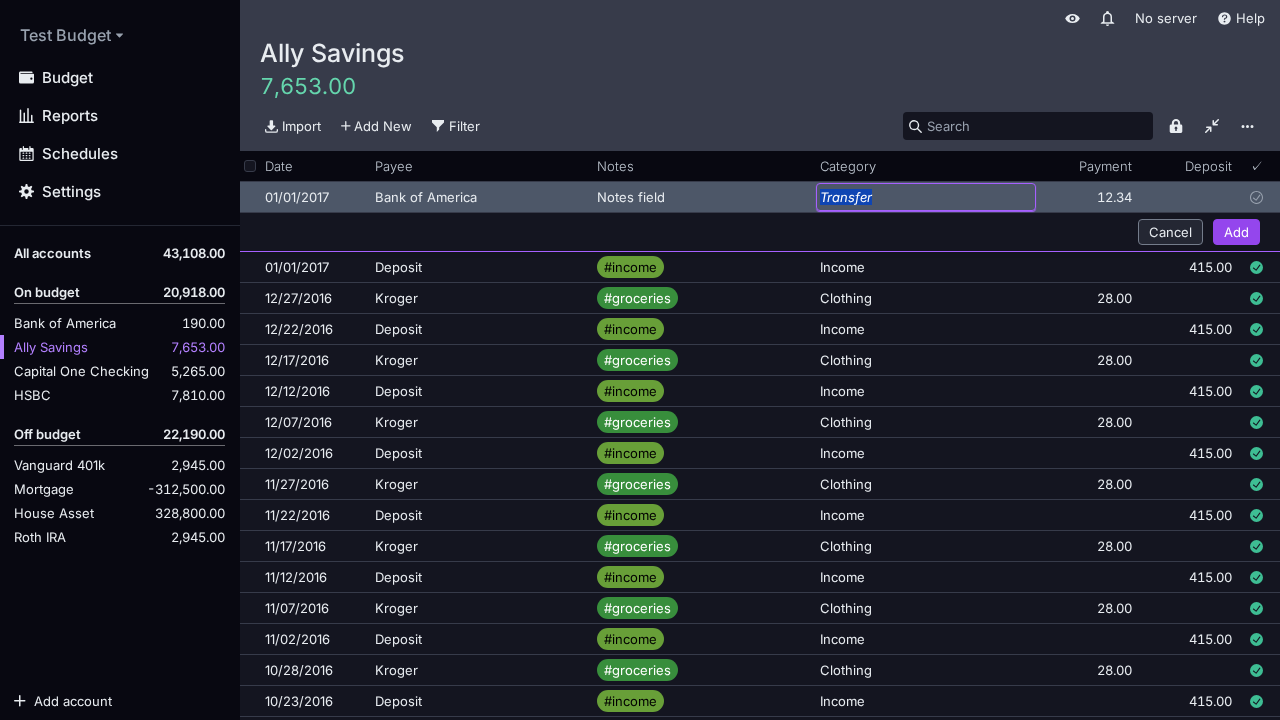 Test Budget
Budget
Reports
Schedules
Settings
All accounts 43,108.00
On budget 20,918.00
Bank of America 190.00
Ally Savings 7,653.00
Capital One Checking 5,265.00
HSBC 7,810.00
Off budget 22,190.00
Vanguard 401k 2,945.00
Mortgage -312,500.00
House Asset 328,800.00
Roth IRA 2,945.00
Add account
No server Help
Ally Savings
7,653.00
Import Add New Filter Search
Date Payee Notes Category Payment Deposit ✓
01/01/2017 Bank of America Notes field Transfer 12.34
Cancel Add
01/01/2017 Deposit #income Income 415.00
12/27/2016 Kroger #groceries Clothing 28.00
12/22/2016 Deposit #income Income 415.00
12/17/2016 Kroger #groceries Clothing 28.00
12/12/2016 Deposit #income Income 415.00
12/07/2016 Kroger #groceries Clothing 28.00
12/02/2016 Deposit #income Income 415.00
11/27/2016 Kroger #groceries Clothing 28.00
11/22/2016 Deposit #income Income 415.00
11/17/2016 Kroger #groceries Clothing 28.00
11/12/2016 Deposit #income Income 415.00
11/07/2016 Kroger #groceries Clothing 28.00
11/02/2016 Deposit #income Income 415.00
10/28/2016 Kroger #groceries Clothing 28.00
10/23/2016 Deposit #income Income 415.00